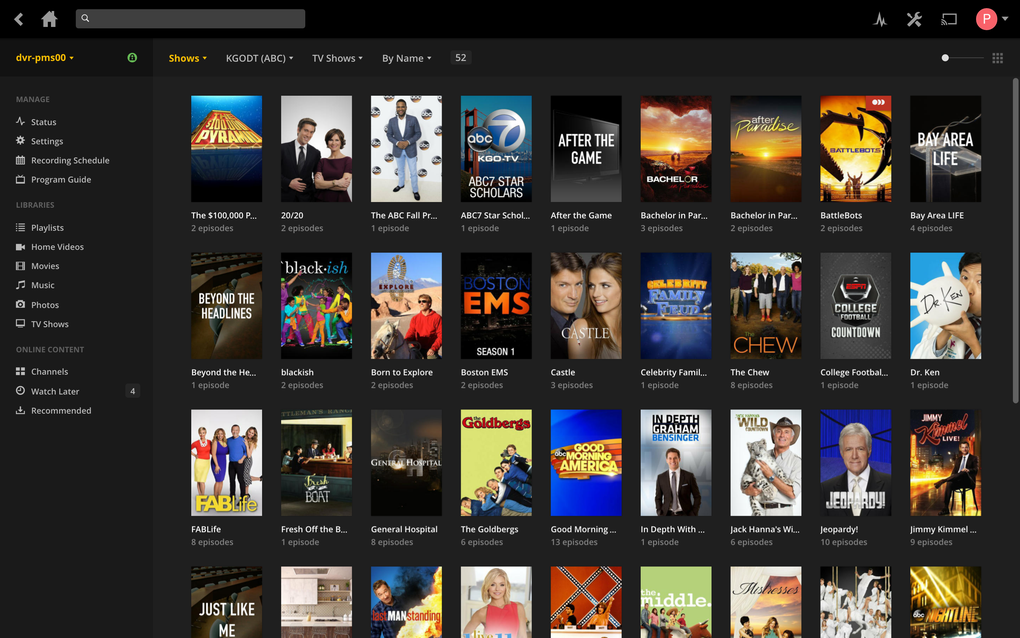 P
dvr-pms00
Shows
KGODT (ABC)
TV Shows
By Name
52
MANAGE
Status
Settings
Recording Schedule
Program Guide
LIBRARIES
Playlists
Home Videos
Movies
Music
Photos
TV Shows
ONLINE CONTENT
Channels
Watch Later
4
Recommended
THE
$100,000
PYRAMID
abc 7
KGO-TV
ABC7 STAR
SCHOLARS
AFTER THE
GAME
BACHELOR
in Paradise
after
Paradise
BATTLEBOTS
BAY AREA
LIFE
The $100,000 P...
20/20
The ABC Fall Pr...
ABC7 Star Schol...
After the Game
Bachelor in Par...
Bachelor in Par...
BattleBots
Bay Area LIFE
2 episodes
2 episodes
1 episode
1 episode
1 episode
3 episodes
2 episodes
2 episodes
4 episodes
BEYOND THE
HEADLINES
black-ish
EXPLORE
BOSTON
EMS
SEASON 1
CASTLE
CELEBRITY
FAMILY
FEUD
THE
CHEW
ESPN
COLLEGE
FOOTBALL
COUNTDOWN
DR. KEN
Beyond the He...
blackish
Born to Explore
Boston EMS
Castle
Celebrity Famil...
The Chew
College Footbal...
Dr. Ken
1 episode
2 episodes
2 episodes
2 episodes
3 episodes
1 episode
8 episodes
1 episode
1 episode
FABLife
Fresh
off the
BOAT
GENERAL HOSPITAL
the
Goldbergs
abc GOOD
MORNING
AMERICA
IN DEPTH
GRAHAM
BENSINGER
WILD
COUNTDOWN
JEOPARDY!
JIMMY
Kimmel
LIVE!
FABLife
Fresh Off the B...
General Hospital
The Goldbergs
Good Morning ...
In Depth With ...
Jack Hanna's Wi...
Jeopardy!
Jimmy Kimmel ...
8 episodes
1 episode
8 episodes
6 episodes
13 episodes
1 episode
6 episodes
10 episodes
9 episodes
JUST LIKE
ME
Last MAN standing
live
the
middle.
Mistresses
abc NIGHTLINE